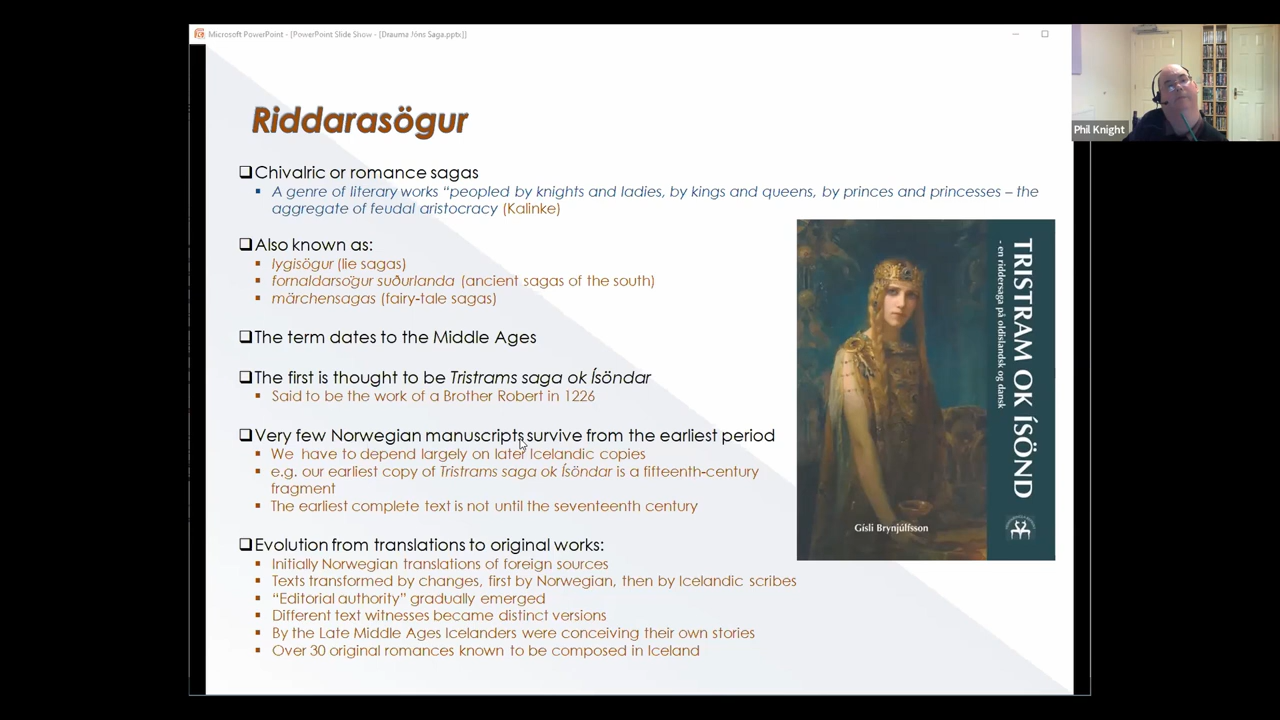 Microsoft PowerPoint - [PowerPoint Slide Show - [Drauma Jóns Saga.pptx]]
Phil Knight
Riddarasögur
Chivalric or romance sagas
A genre of literary works “peopled by knights and ladies, by kings and queens, by princes and princesses – the
aggregate of feudal aristocracy (Kalinke)
Also known as:
lygisögur (lie sagas)
fornaldarsögur suðurlanda (ancient sagas of the south)
märchensagas (fairy-tale sagas)
The term dates to the Middle Ages
The first is thought to be Tristrams saga ok Ísöndar
Said to be the work of a Brother Robert in 1226
Very few Norwegian manuscripts survive from the earliest period
We have to depend largely on later Icelandic copies
e.g. our earliest copy of Tristrams saga ok Ísöndar is a fifteenth-century
fragment
The earliest complete text is not until the seventeenth century
Evolution from translations to original works:
Initially Norwegian translations of foreign sources
Texts transformed by changes, first by Norwegian, then by Icelandic scribes
“Editorial authority” gradually emerged
Different text witnesses became distinct versions
By the Late Middle Ages Icelanders were conceiving their own stories
Over 30 original romances known to be composed in Iceland
TRISTRAM OK ÍSÖND
- en riddersaga på oldislandsk og dansk
Gísli Brynjúlfsson